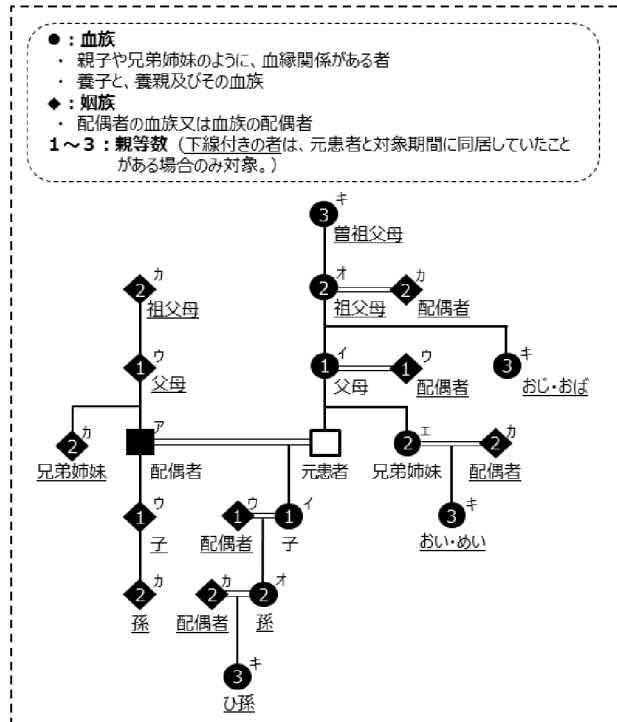 ●：血族
・ 親子や兄弟姉妹のように、血縁関係がある者
・ 養子と、養親及びその血族
◆：姻族
・ 配偶者の血族又は血族の配偶者
1～3：親等数（下線付きの者は、元患者と対象期間に同居していたこと
がある場合のみ対象。）
3 キ
曽祖父母
2 カ 2 オ 2 カ
祖父母 祖父母 配偶者
1 ウ 1 イ 1 ウ 3 キ
父母 父母 配偶者 おじ・おば
2 カ ア 2 エ 2 カ
兄弟姉妹 配偶者 元患者 兄弟姉妹 配偶者
1 ウ 1 ウ 1 イ 3 キ
子 配偶者 子 おい・めい
2 カ 2 カ 2 オ
孫 配偶者 孫
3 キ
ひ孫